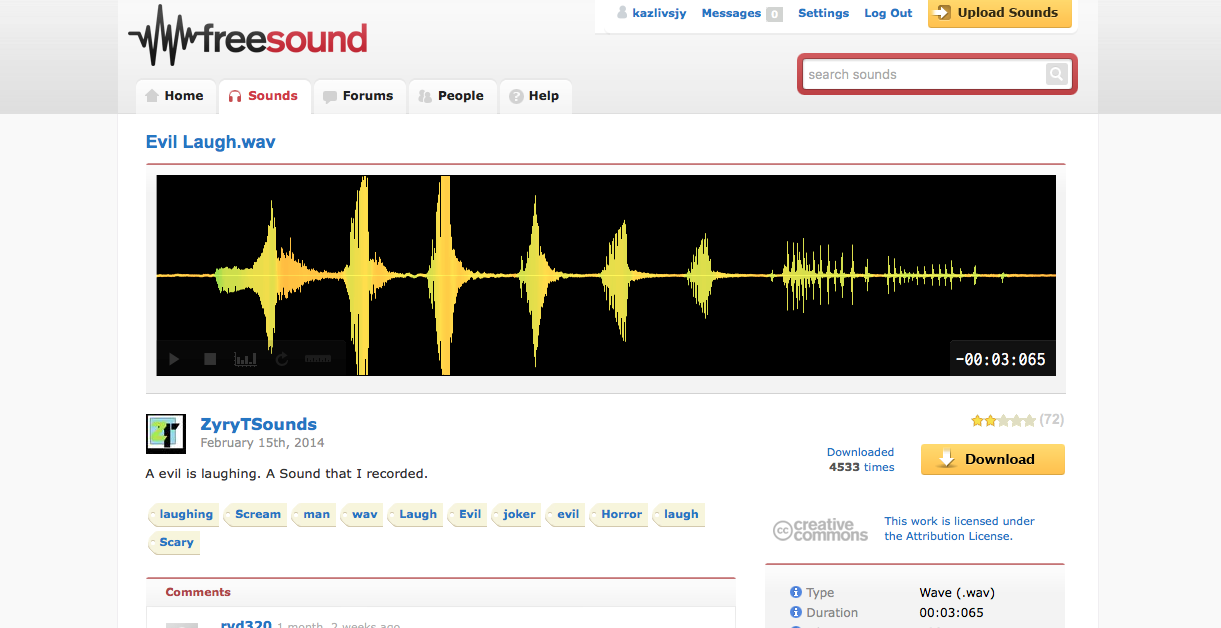 kazlivsjy Messages 0 Settings Log Out Upload Sounds
freesound
search sounds
Home Sounds Forums People ? Help
Evil Laugh.wav
-00:03:065
ZyryTSounds
February 15th, 2014
(72)
Downloaded
4533 times
Download
A evil is laughing. A Sound that I recorded.
laughing Scream man wav Laugh Evil joker evil Horror laugh
Scary
cc creative commons
This work is licensed under
the Attribution License.
Comments
ryd320 1 month, 2 weeks ago
i Type Wave (.wav)
i Duration 00:03:065